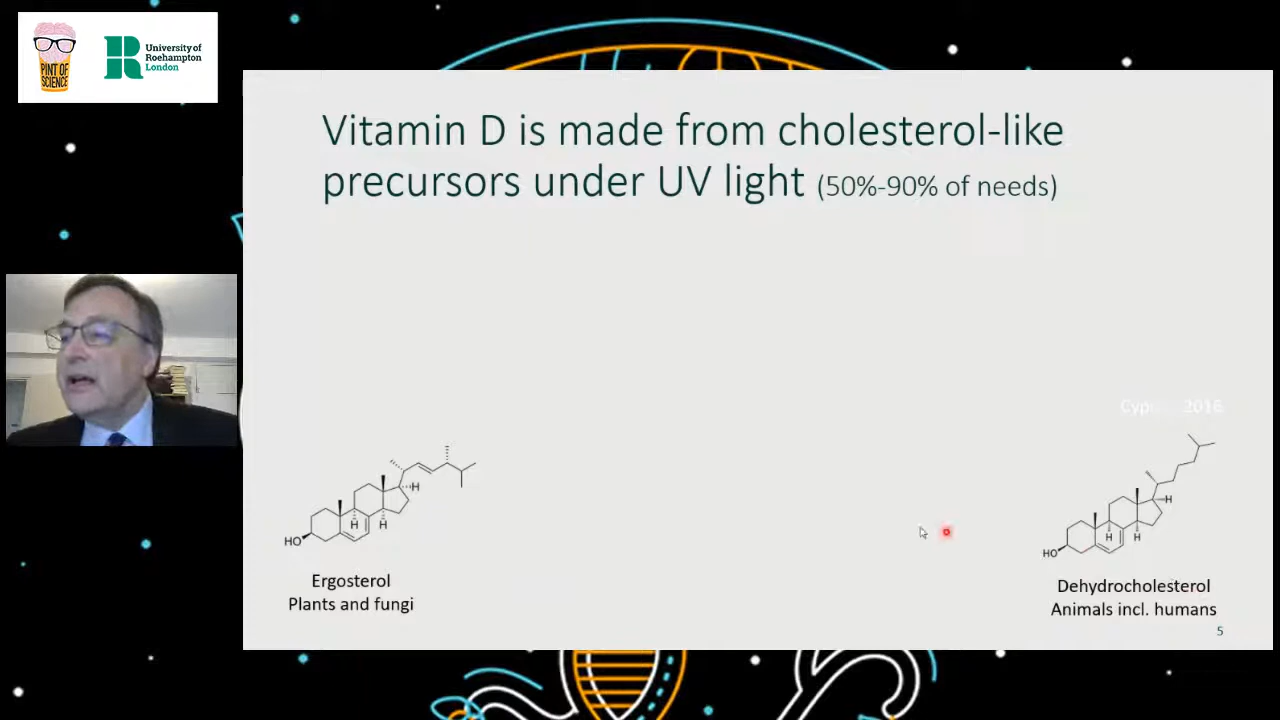 PINT OF
SCIENCE
University of
Roehampton
London
Vitamin D is made from cholesterol-like
precursors under UV light (50%-90% of needs)
2016
HO
H
H
H
Ergosterol
Plants and fungi
HO
H
H
H
Dehydrocholesterol
Animals incl. humans
5